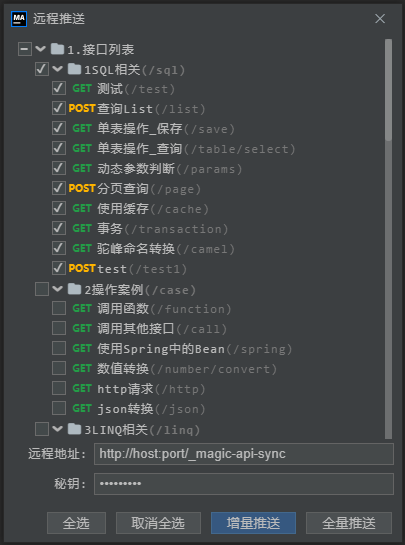 MA 远程推送
1.接口列表
1SQL相关(/sql)
GET 测试(/test)
POST查询List(/list)
GET 单表操作_保存(/save)
GET 单表操作_查询(/table/select)
GET 动态参数判断(/params)
POST分页查询(/page)
GET 使用缓存(/cache)
GET 事务(/transaction)
GET 驼峰命名转换(/camel)
POSTtest(/test1)
2操作案例(/case)
GET 调用函数(/function)
GET 调用其他接口(/call)
GET 使用Spring中的Bean(/spring)
GET 数值转换(/number/convert)
GET http请求(/http)
GET json转换(/json)
3LINQ相关(/linq)
远程地址: http://host:port/_magic-api-sync
秘钥: •••••••••
全选 取消全选 增量推送 全量推送